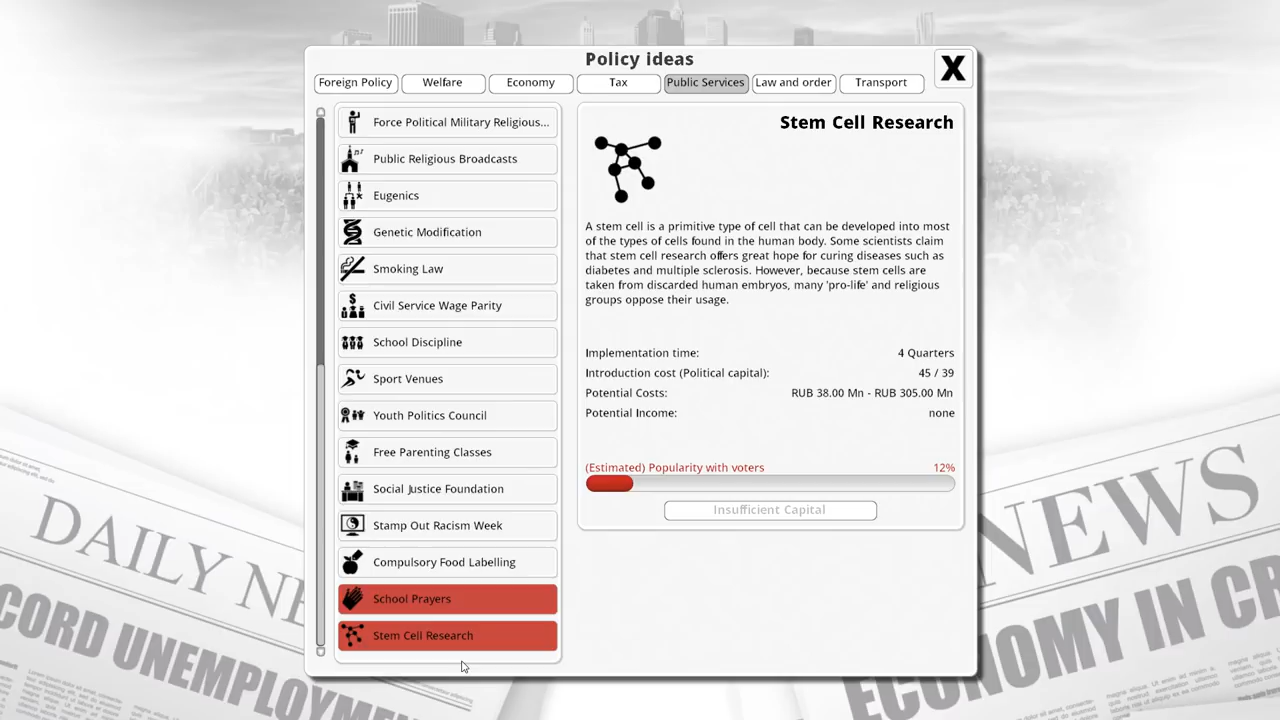 Policy ideas
X
Foreign Policy
Welfare
Economy
Tax
Public Services
Law and order
Transport
Force Political Military Religious...
Public Religious Broadcasts
Eugenics
Genetic Modification
Smoking Law
Civil Service Wage Parity
School Discipline
Sport Venues
Youth Politics Council
Free Parenting Classes
Social Justice Foundation
Stamp Out Racism Week
Compulsory Food Labelling
School Prayers
Stem Cell Research
Stem Cell Research
A stem cell is a primitive type of cell that can be developed into most
of the types of cells found in the human body. Some scientists claim
that stem cell research offers great hope for curing diseases such as
diabetes and multiple sclerosis. However, because stem cells are
taken from discarded human embryos, many 'pro-life' and religious
groups oppose their usage.
Implementation time: 4 Quarters
Introduction cost (Political capital): 45 / 39
Potential Costs: RUB 38.00 Mn - RUB 305.00 Mn
Potential Income: none
(Estimated) Popularity with voters 12%
Insufficient Capital
DAILY NE
CORD UNEMPLOYM
NEWS
ECONOMY IN CR